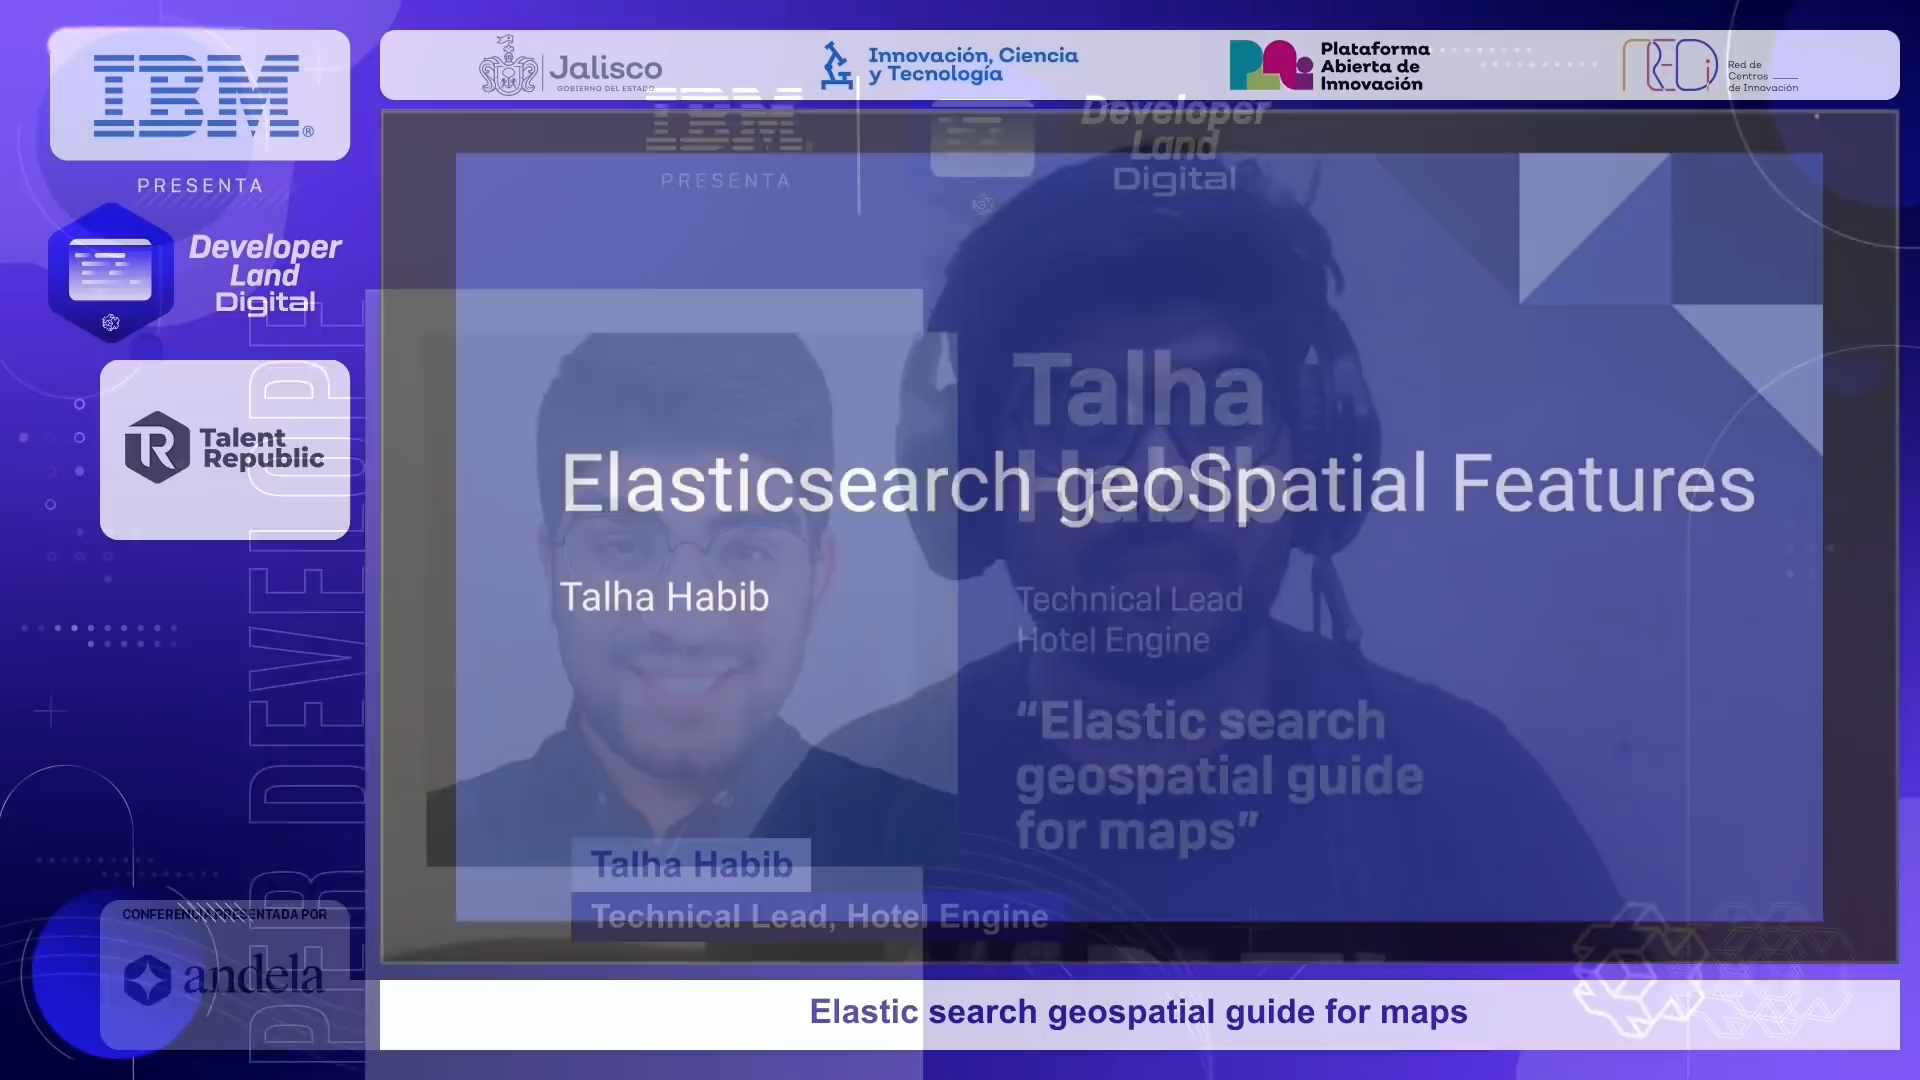 IBM®
PRESENTA
Developer
Land
Digital
Talent
Republic
CONFERENCIA PRESENTADA POR
andela
Jalisco
GOBIERNO DEL ESTADO
Innovación, Ciencia
y Tecnología
Plataforma
Abierta de
Innovación
REDi
Red de
Centros
de Innovación
IBM
PRESENTA
Developer
Land
Digital
Talha
Habib
Technical Lead
Hotel Engine
“Elastic search
geospatial guide
for maps”
Elasticsearch geoSpatial Features
Talha Habib
Talha Habib
Technical Lead, Hotel Engine
Elastic search geospatial guide for maps